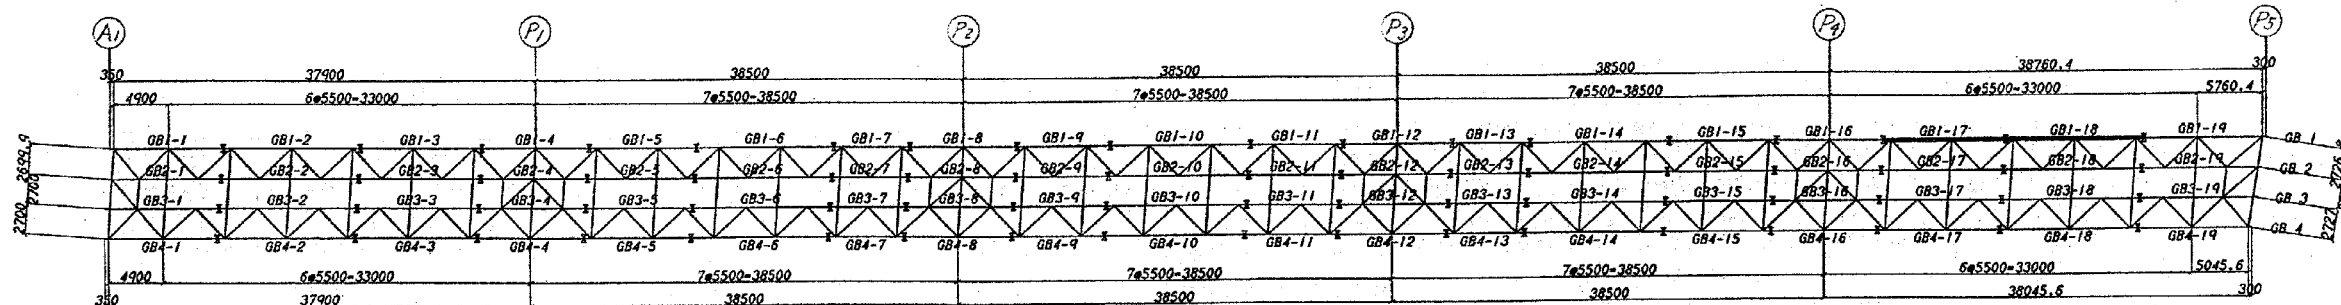 A1 P1 P2 P3 P4 P5
350 37900 38500 38500 38500 38760.4 300
4900 6@5500=33000 7@5500=38500 7@5500=38500 7@5500=38500 6@5500=33000 5760.4
GB1-1 GB1-2 GB1-3 GB1-4 GB1-5 GB1-6 GB1-7 GB1-8 GB1-9 GB1-10 GB1-11 GB1-12 GB1-13 GB1-14 GB1-15 GB1-16 GB1-17 GB1-18 GB1-19 GB 1
2699.9
GB2-1 GB2-2 GB2-3 GB2-4 GB2-5 GB2-6 GB2-7 GB2-8 GB2-9 GB2-10 GB2-11 GB2-12 GB2-13 GB2-14 GB2-15 GB2-16 GB2-17 GB2-18 GB2-19 GB 2
2700
GB3-1 GB3-2 GB3-3 GB3-4 GB3-5 GB3-6 GB3-7 GB3-8 GB3-9 GB3-10 GB3-11 GB3-12 GB3-13 GB3-14 GB3-15 GB3-16 GB3-17 GB3-18 GB3-19 GB 3
2700
GB4-1 GB4-2 GB4-3 GB4-4 GB4-5 GB4-6 GB4-7 GB4-8 GB4-9 GB4-10 GB4-11 GB4-12 GB4-13 GB4-14 GB4-15 GB4-16 GB4-17 GB4-18 GB4-19 GB 4
4900 6@5500=33000 7@5500=38500 7@5500=38500 7@5500=38500 6@5500=33000 5045.6
350 37900 38500 38500 38500 38045.6 300